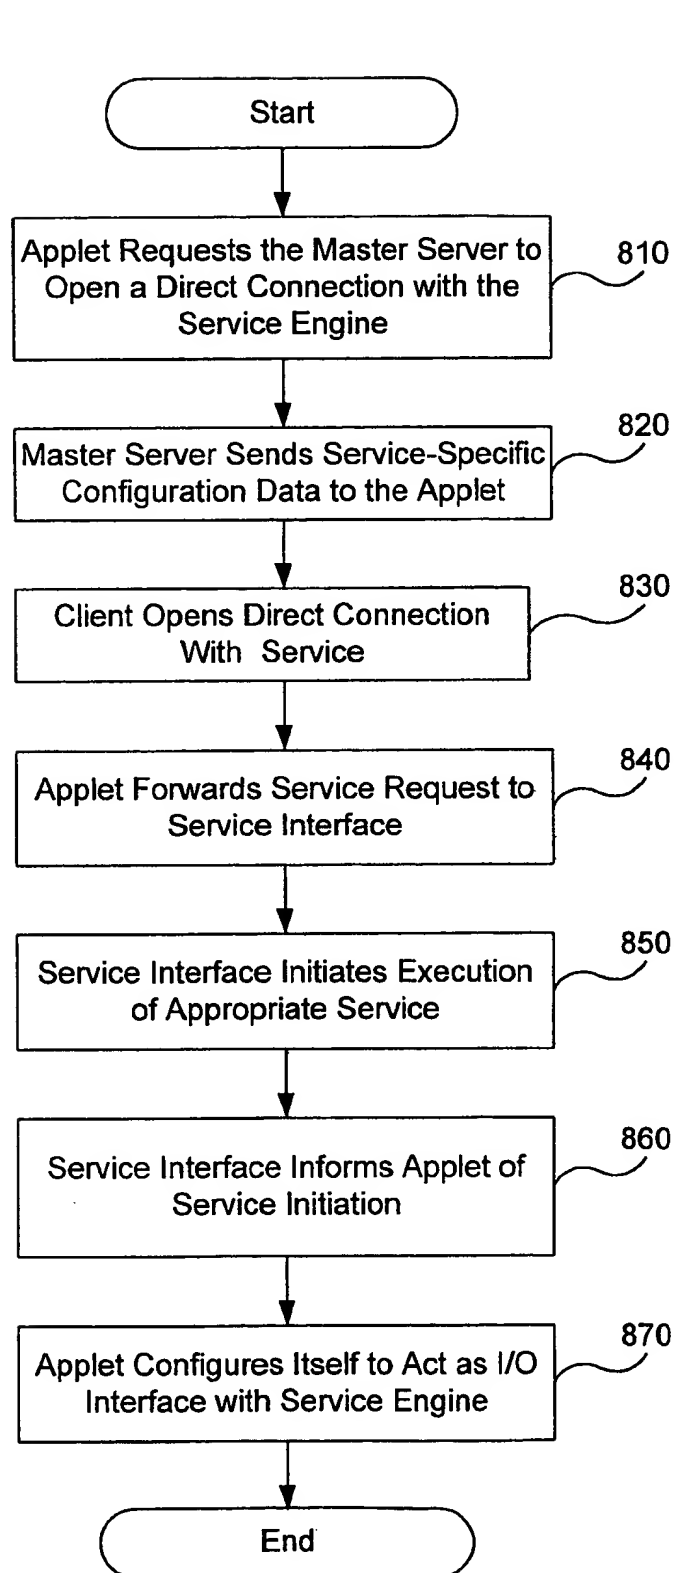 Start
Applet Requests the Master Server to
Open a Direct Connection with the
Service Engine
810
Master Server Sends Service-Specific
Configuration Data to the Applet
820
Client Opens Direct Connection
With Service
830
Applet Forwards Service Request to
Service Interface
840
Service Interface Initiates Execution
of Appropriate Service
850
Service Interface Informs Applet of
Service Initiation
860
Applet Configures Itself to Act as I/O
Interface with Service Engine
870
End